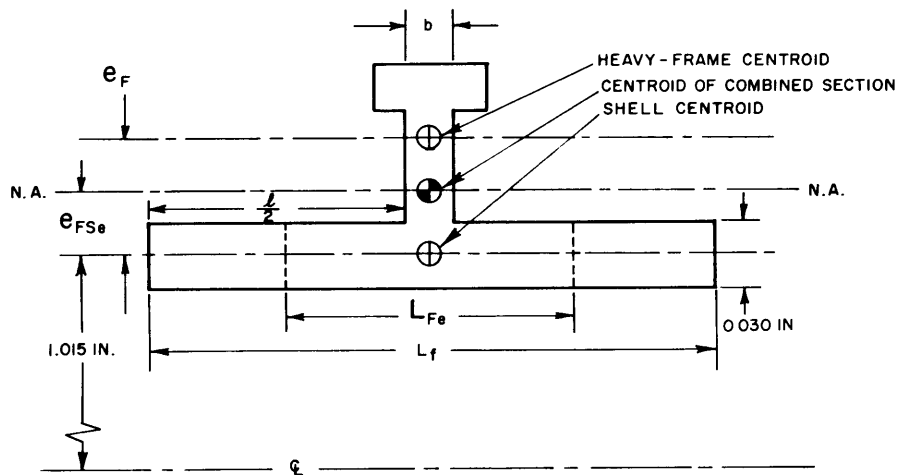 b
HEAVY-FRAME CENTROID
e_F
CENTROID OF COMBINED SECTION
SHELL CENTROID
N.A.
N.A.
ℓ/2
e_FSe
L_Fe
0.030 IN
1.015 IN.
L_f
℄